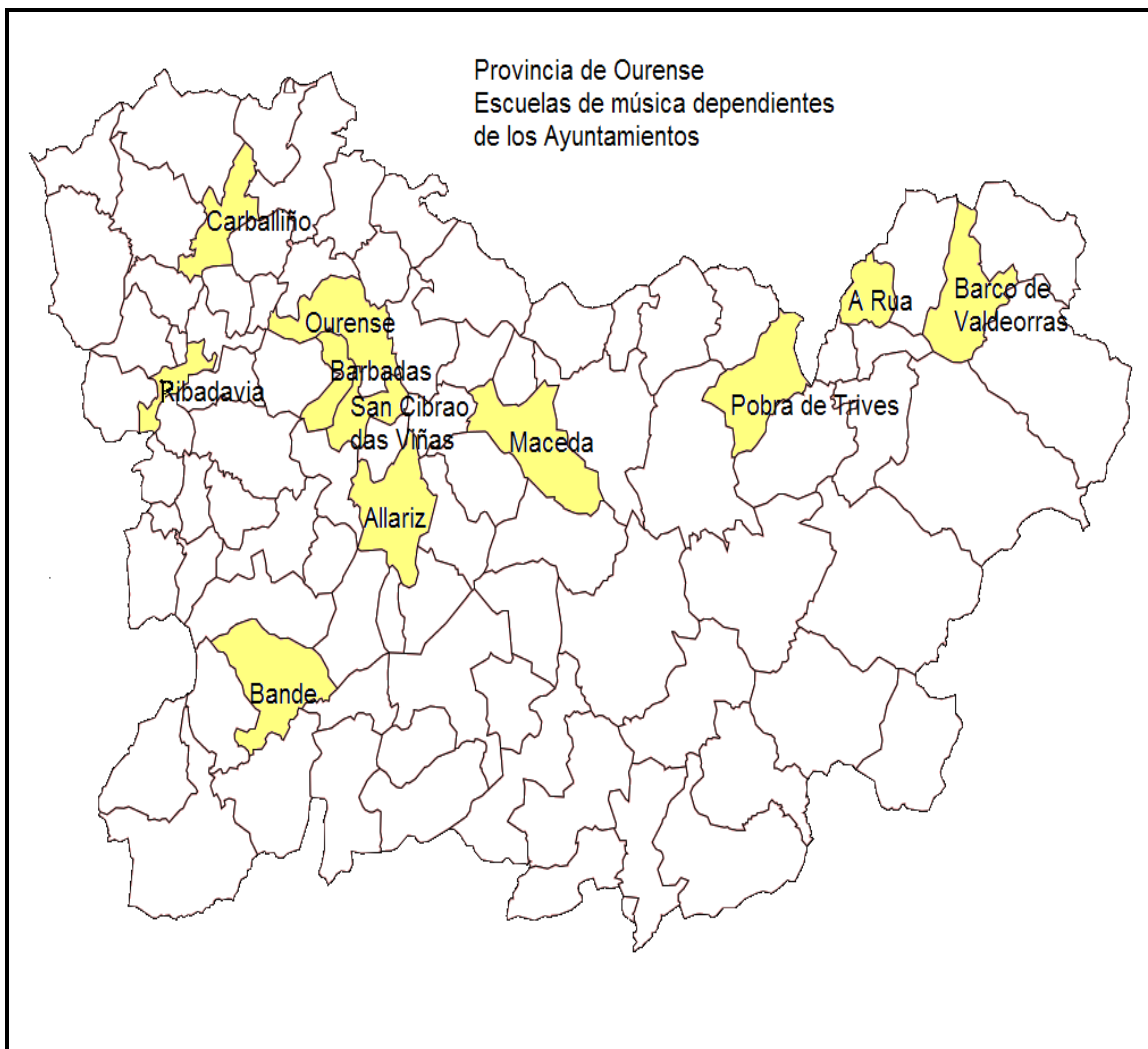 Provincia de Ourense
Escuelas de música dependientes
de los Ayuntamientos
Carballiño
Ourense
A Rua
Barco de
Valdeorras
Barbadas
Ribadavia
San Cibrao
das Viñas
Pobra de Trives
Maceda
Allariz
Bande